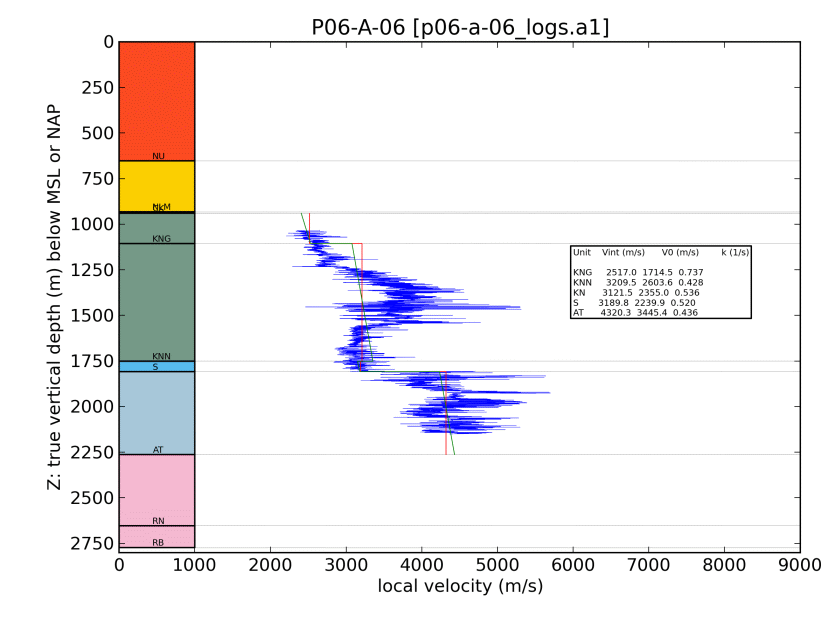 P06-A-06 [p06-a-06_logs.a1]
Z: true vertical depth (m) below MSL or NAP
0
250
500
750
1000
1250
1500
1750
2000
2250
2500
2750
NU
KNG
KNN
S
AT
RN
RB
Unit Vint (m/s) V0 (m/s) k (1/s)
KNG 2517.0 1714.5 0.737
KNN 3209.5 2603.6 0.428
KN 3121.5 2355.0 0.536
S 3189.8 2239.9 0.520
AT 4320.3 3445.4 0.436
0 1000 2000 3000 4000 5000 6000 7000 8000 9000
local velocity (m/s)